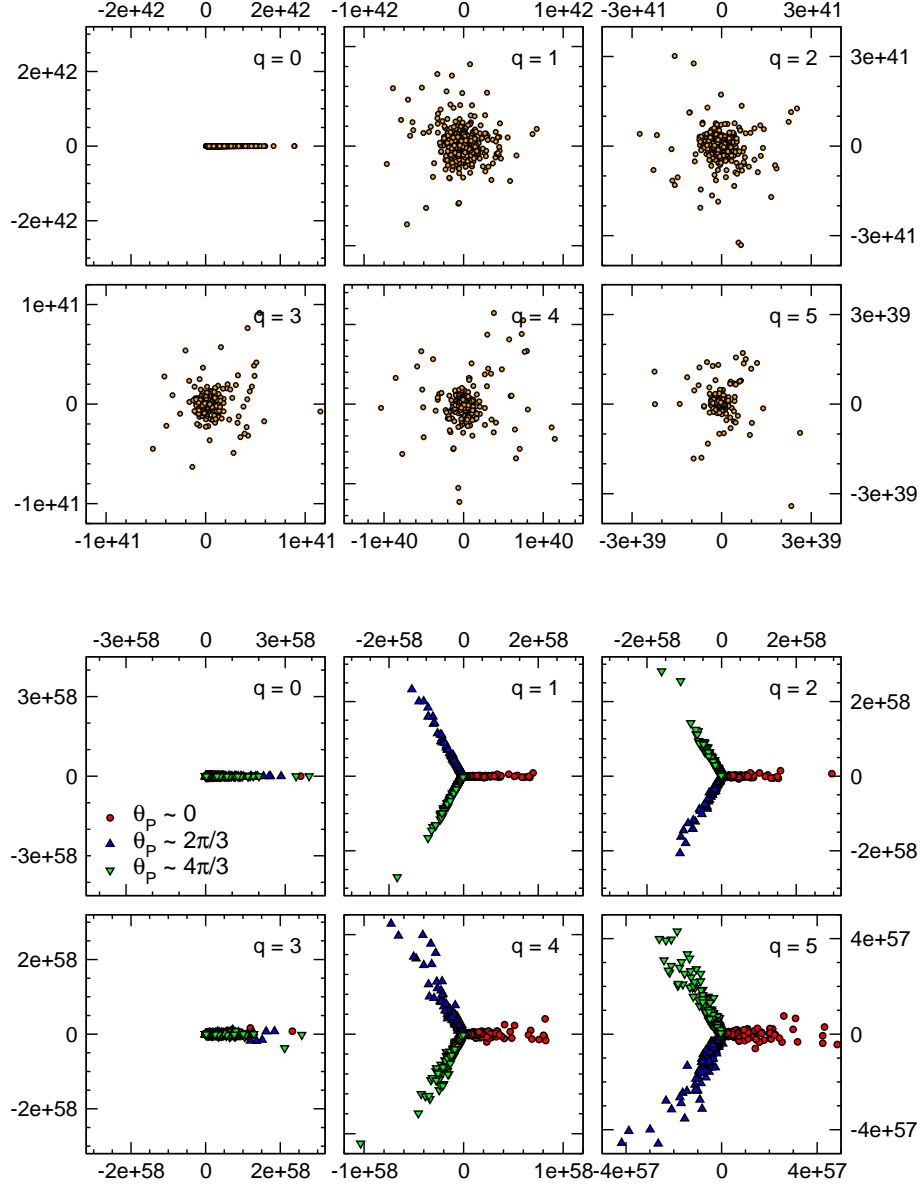 -2e+42 0 2e+42 -1e+42 0 1e+42 -3e+41 0 3e+41
2e+42 q = 0 q = 1 q = 2 3e+41
0 0
-2e+42 -3e+41
1e+41 q = 3 q = 4 q = 5 3e+39
0 0
-1e+41 -3e+39
-1e+41 0 1e+41 -1e+40 0 1e+40 -3e+39 0 3e+39
-3e+58 0 3e+58 -2e+58 0 2e+58 -2e+58 0 2e+58
3e+58 q = 0 q = 1 q = 2 2e+58
0 0
θP ~ 0
θP ~ 2π/3
-3e+58 θP ~ 4π/3 -2e+58
2e+58 q = 3 q = 4 q = 5 4e+57
0 0
-2e+58 -4e+57
-2e+58 0 2e+58 -1e+58 0 1e+58 -4e+57 0 4e+57